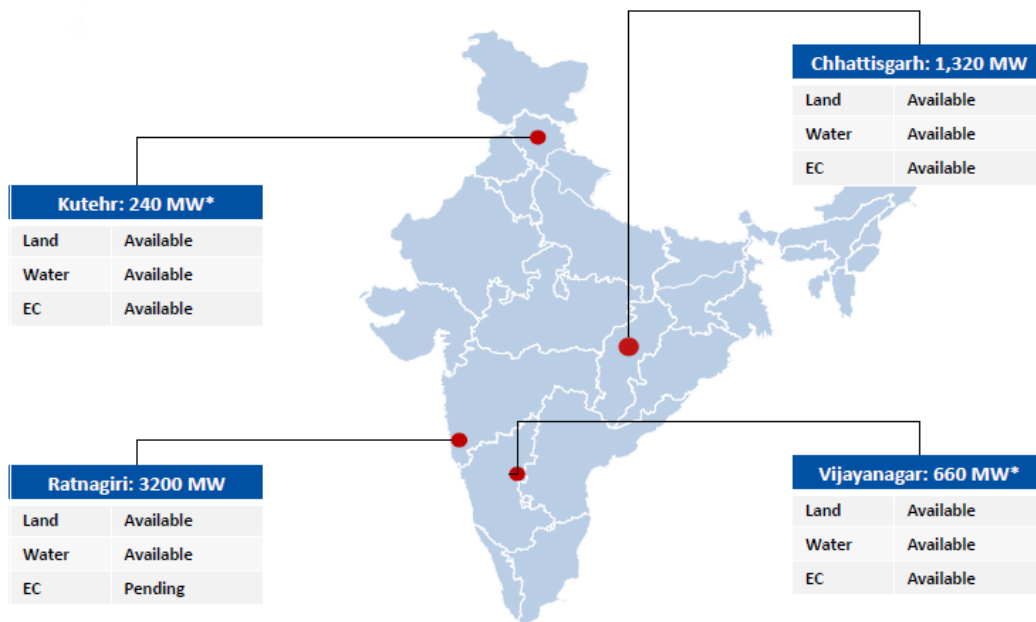 Chhattisgarh: 1,320 MW
Land Available
Water Available
EC Available
Kutehr: 240 MW*
Land Available
Water Available
EC Available
Ratnagiri: 3200 MW
Land Available
Water Available
EC Pending
Vijayanagar: 660 MW*
Land Available
Water Available
EC Available